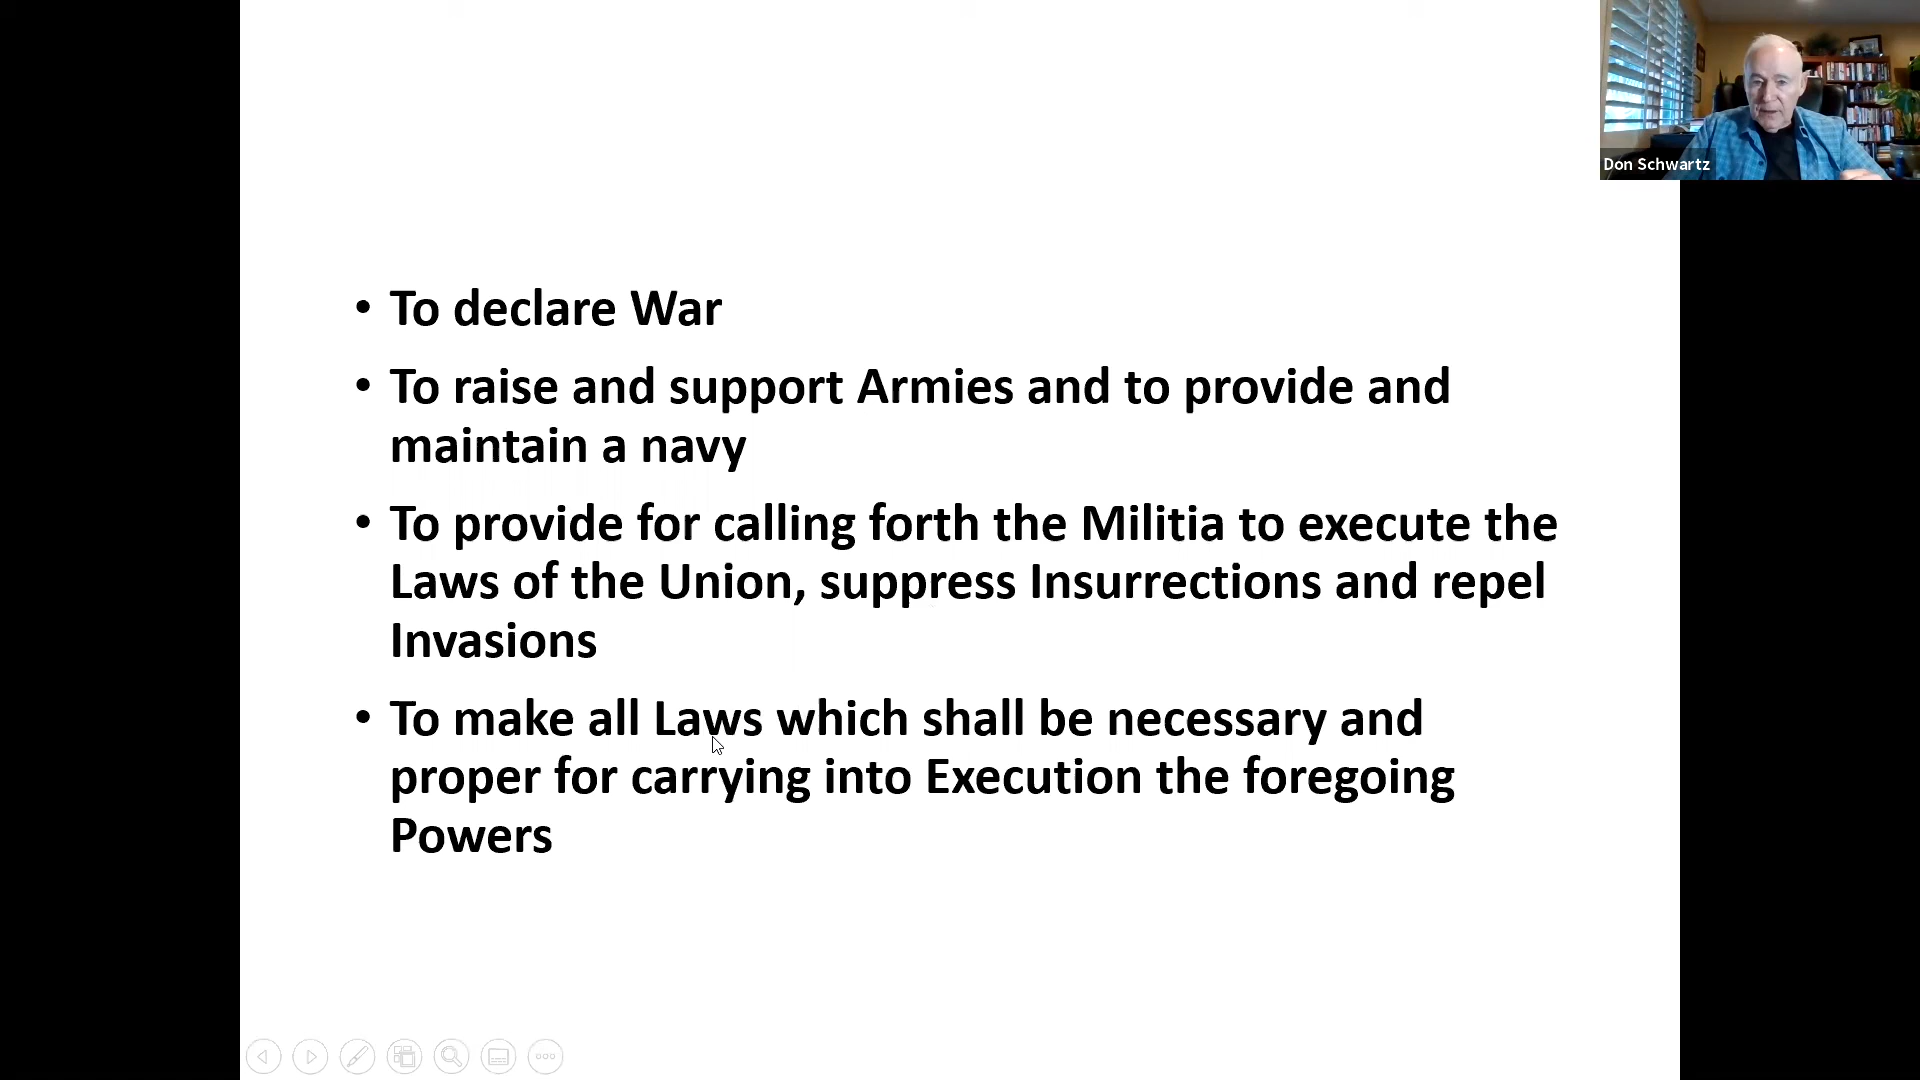 Don Schwartz
• To declare War
• To raise and support Armies and to provide and
maintain a navy
• To provide for calling forth the Militia to execute the
Laws of the Union, suppress Insurrections and repel
Invasions
• To make all Laws which shall be necessary and
proper for carrying into Execution the foregoing
Powers